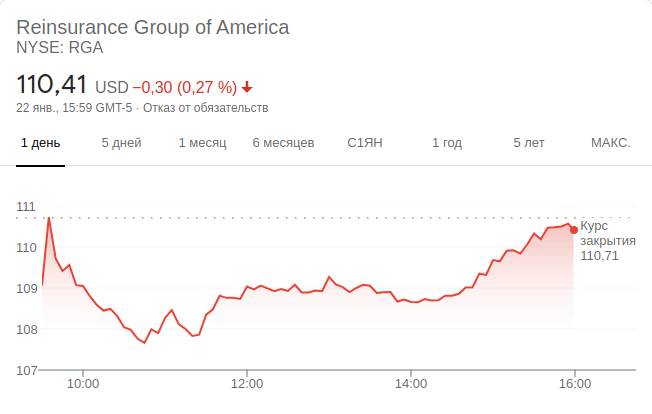 Reinsurance Group of America
NYSE: RGA
110,41 USD −0,30 (0,27 %)
22 янв., 15:59 GMT-5 · Отказ от обязательств
1 день 5 дней 1 месяц 6 месяцев С1ЯН 1 год 5 лет МАКС.
111
110
109
108
107
Курс
закрытия
110,71
10:00 12:00 14:00 16:00